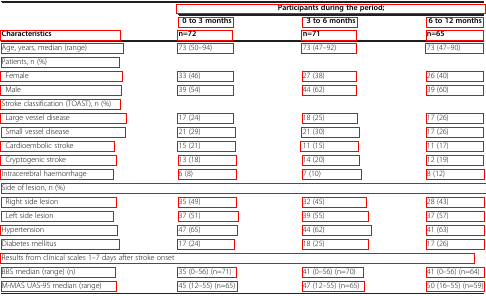 Participants during the period;
0 to 3 months 3 to 6 months 6 to 12 months
Characteristics n=72 n=71 n=65
Age, years, median (range) 73 (50–94) 73 (47–92) 73 (47–90)
Patients, n (%)
Female 33 (46) 27 (38) 26 (40)
Male 39 (54) 44 (62) 39 (60)
Stroke classification (TOAST), n (%)
Large vessel disease 17 (24) 18 (25) 17 (26)
Small vessel disease 21 (29) 21 (30) 17 (26)
Cardioembolic stroke 15 (21) 11 (15) 11 (17)
Cryptogenic stroke 13 (18) 14 (20) 12 (19)
Intracerebral haemorrhage 6 (8) 7 (10) 8 (12)
Side of lesion, n (%)
Right side lesion 35 (49) 32 (45) 28 (43)
Left side lesion 37 (51) 39 (55) 37 (57)
Hypertension 47 (65) 44 (62) 41 (63)
Diabetes mellitus 17 (24) 18 (25) 17 (26)
Results from clinical scales 1–7 days after stroke onset
BBS median (range) (n) 35 (0–56) (n=71) 41 (0–56) (n=70) 41 (0–56) (n=64)
M-MAS UAS-95 median (range) 45 (12–55) (n=65) 47 (12–55) (n=65) 50 (16–55) (n=59)